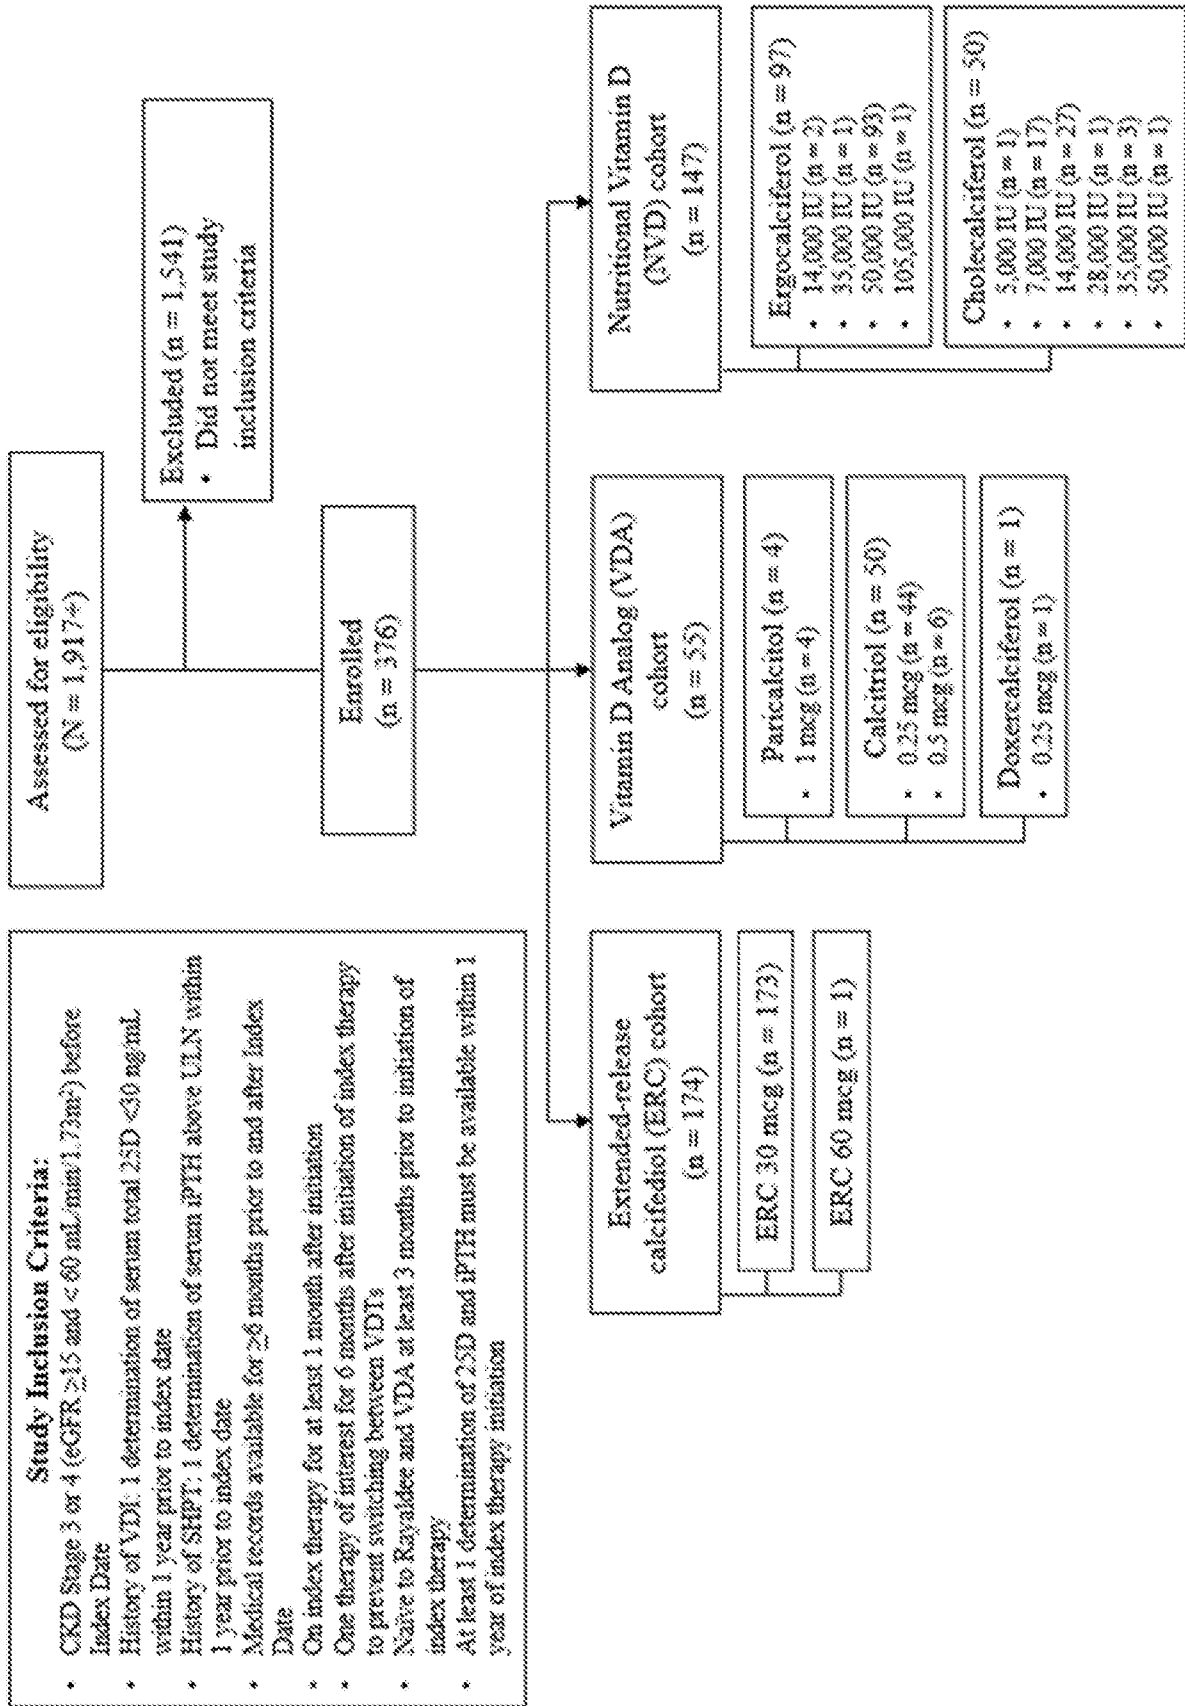 Study Inclusion Criteria:
• CKD Stage 3 or 4 (eGFR ≥15 and < 60 mL/min/1.73m²) before
Index Date
• History of VDI: 1 determination of serum total 25D <30 ng/mL
within 1 year prior to index date
• History of SHPT: 1 determination of serum iPTH above ULN within
1 year prior to index date
• Medical records available for ≥6 months prior to and after index
Date
• On index therapy for at least 1 month after initiation
• One therapy of interest for 6 months after initiation of index therapy
to prevent switching between VDTs
• Naïve to Rayaldee and VDA at least 3 months prior to initiation of
index therapy
• At least 1 determination of 25D and iPTH must be available within 1
year of index therapy initiation
Assessed for eligibility
(N = 1,917+)
Excluded (n = 1,541)
• Did not meet study
inclusion criteria
Enrolled
(n = 376)
Extended-release
calcifediol (ERC) cohort
(n = 174)
ERC 30 mcg (n = 173)
ERC 60 mcg (n = 1)
Vitamin D Analog (VDA)
cohort
(n = 55)
Paricalcitol (n = 4)
• 1 mcg (n = 4)
Calcitriol (n = 50)
• 0.25 mcg (n = 44)
• 0.5 mcg (n = 6)
Doxercalciferol (n = 1)
• 0.25 mcg (n = 1)
Nutritional Vitamin D
(NVD) cohort
(n = 147)
Ergocalciferol (n = 97)
• 14,000 IU (n = 2)
• 35,000 IU (n = 1)
• 50,000 IU (n = 93)
• 105,000 IU (n = 1)
Cholecalciferol (n = 50)
• 5,000 IU (n = 1)
• 7,000 IU (n = 17)
• 14,000 IU (n = 27)
• 28,000 IU (n = 1)
• 35,000 IU (n = 3)
• 50,000 IU (n = 1)